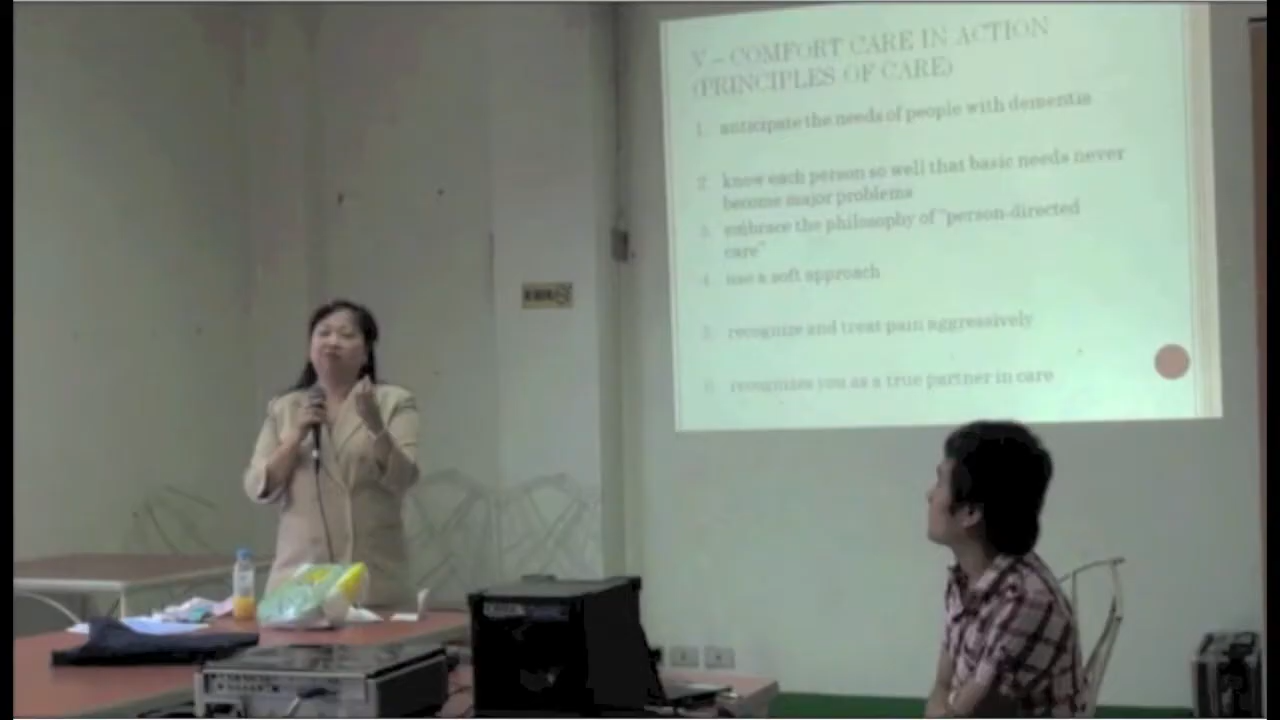 V – COMFORT CARE IN ACTION
(PRINCIPLES OF CARE)
1. anticipate the needs of people with dementia
2. know each person so well that basic needs never
become major problems
3. embrace the philosophy of "person-directed
care"
4. use a soft approach
5. recognize and treat pain aggressively
6. recognizes you as a true partner in care